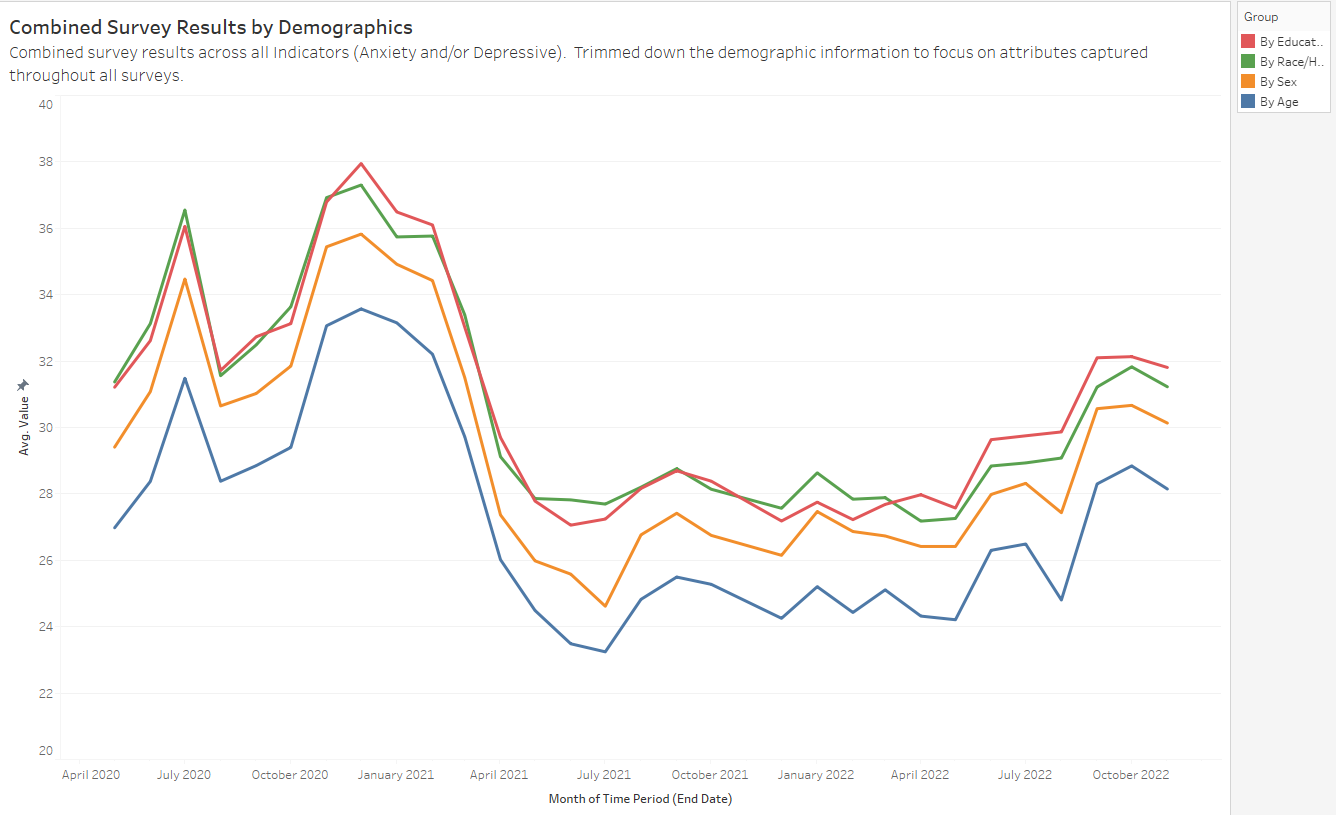 Combined Survey Results by Demographics
Combined survey results across all Indicators (Anxiety and/or Depressive).  Trimmed down the demographic information to focus on attributes captured
throughout all surveys.
Group
By Educat..
By Race/H..
By Sex
By Age
40
38
36
34
32
30
28
26
24
22
20
Avg. Value
April 2020
July 2020
October 2020
January 2021
April 2021
July 2021
October 2021
January 2022
April 2022
July 2022
October 2022
Month of Time Period (End Date)